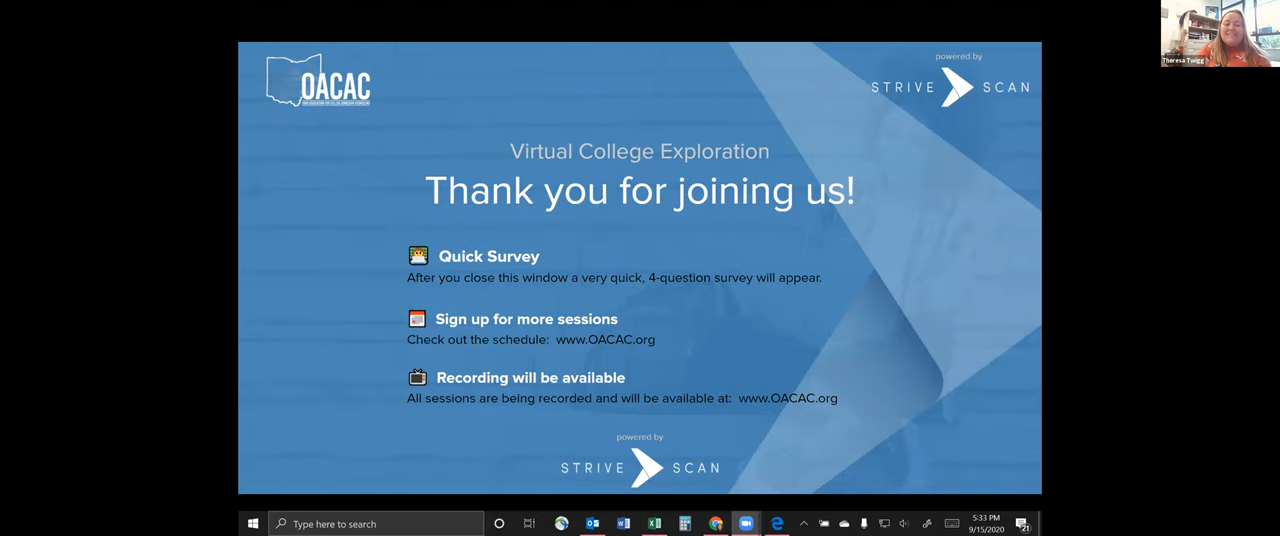 Theresa Twigg
OACAC
powered by
STRIVE SCAN
Virtual College Exploration
Thank you for joining us!
Quick Survey
After you close this window a very quick, 4-question survey will appear.
Sign up for more sessions
Check out the schedule: www.OACAC.org
Recording will be available
All sessions are being recorded and will be available at: www.OACAC.org
powered by
STRIVE SCAN
Type here to search
5:33 PM
9/15/2020
21